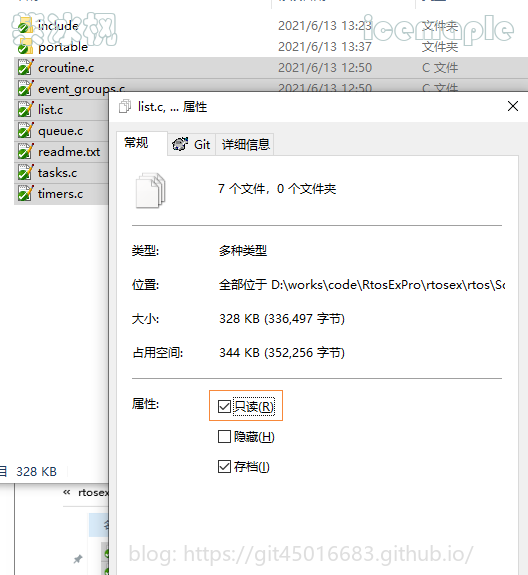 include 2021/6/13 13:23 文件夹
portable 2021/6/13 13:37 文件夹
croutine.c 2021/6/13 12:50 C 文件
event_groups.c 2021/6/13 12:50 C 文件
icemaple
list.c
queue.c
readme.txt
tasks.c
timers.c
328 KB
« rtosex
list.c, ... 属性
常规 Git 详细信息
7 个文件，0 个文件夹
类型: 多种类型
位置: 全部位于 D:\works\code\RtosExPro\rtosex\rtos\So
大小: 328 KB (336,497 字节)
占用空间: 344 KB (352,256 字节)
属性: 只读(R)
隐藏(H)
存档(I)
blog: https://git45016683.github.io/